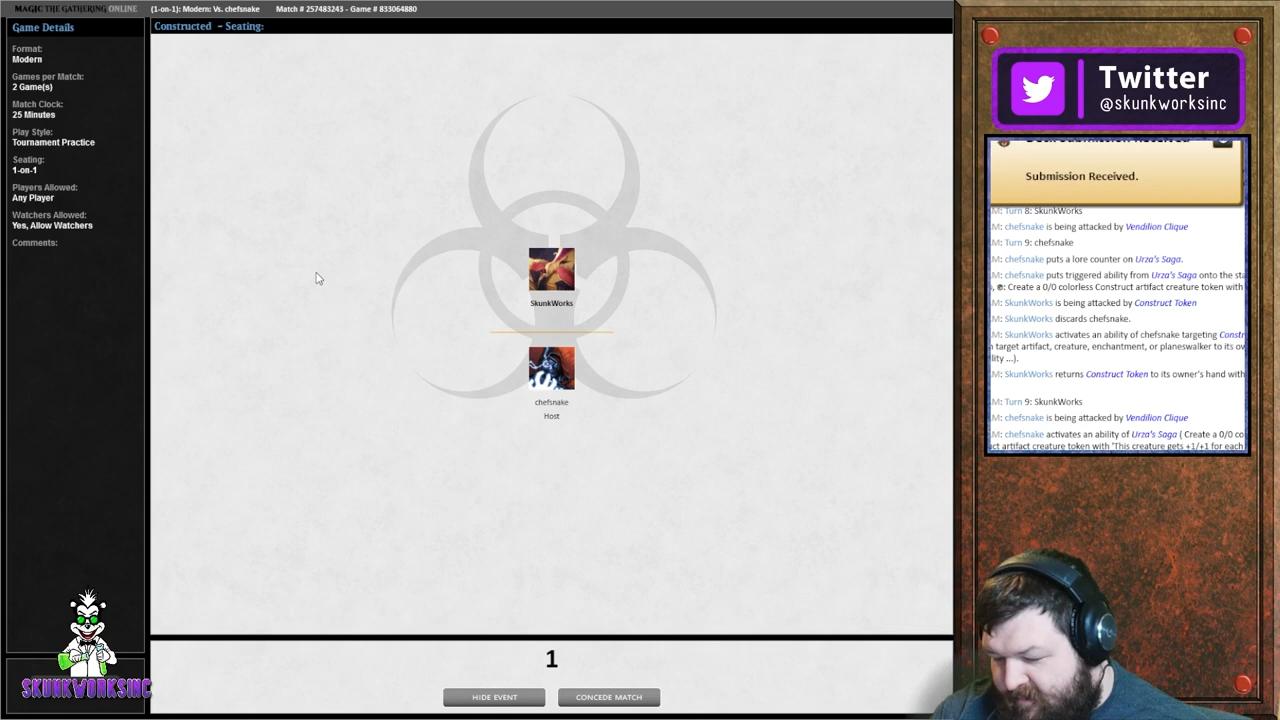 MAGIC THE GATHERING ONLINE (1-on-1): Modern: Vs. chefsnake Match # 257483243 - Game # 833064880
Game Details
Format:
Modern
Games per Match:
2 Game(s)
Match Clock:
25 Minutes
Play Style:
Tournament Practice
Seating:
1-on-1
Players Allowed:
Any Player
Watchers Allowed:
Yes, Allow Watchers
Comments:
SKUNKWORKSINC
Constructed - Seating:
SkunkWorks
chefsnake
Host
1
HIDE EVENT CONCEDE MATCH
Twitter
@skunkworksinc
Deck Submission Received
Submission Received.
M: Turn 8: SkunkWorks
M: chefsnake is being attacked by Vendilion Clique
M: Turn 9: chefsnake
M: chefsnake puts a lore counter on Urza's Saga.
M: chefsnake puts triggered ability from Urza's Saga onto the sta
: Create a 0/0 colorless Construct artifact creature token with
M: SkunkWorks is being attacked by Construct Token
M: SkunkWorks discards chefsnake.
M: SkunkWorks activates an ability of chefsnake targeting Constr
n target artifact, creature, enchantment, or planeswalker to its ow
lity ...).
M: SkunkWorks returns Construct Token to its owner's hand with
M: Turn 9: SkunkWorks
M: chefsnake is being attacked by Vendilion Clique
M: chefsnake activates an ability of Urza's Saga ( Create a 0/0 co
ct artifact creature token with 'This creature gets +1/+1 for each